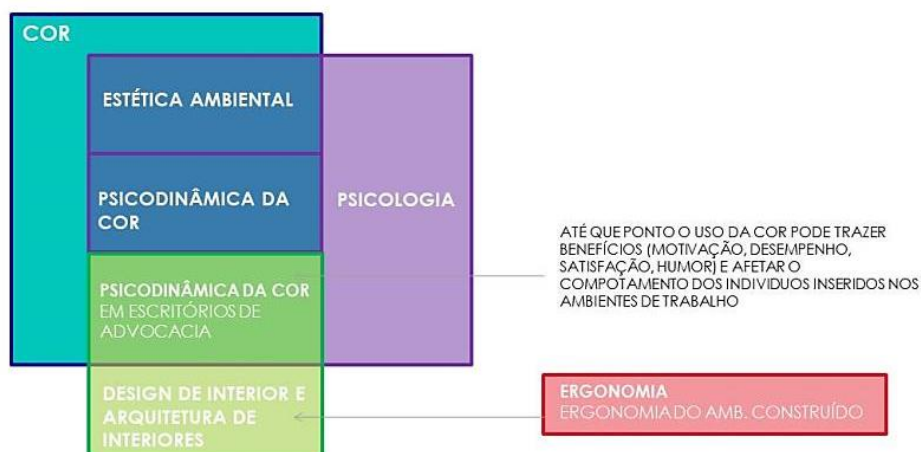 COR
ESTÉTICA AMBIENTAL
PSICODINÂMICA DA
COR
PSICOLOGIA
PSICODINÂMICA DA COR
EM ESCRITÓRIOS DE
ADVOCACIA
ATÉ QUE PONTO O USO DA COR PODE TRAZER
BENEFÍCIOS (MOTIVAÇÃO, DESEMPENHO,
SATISFAÇÃO, HUMOR) E AFETAR O
COMPOTAMENTO DOS INDIVIDUOS INSERIDOS NOS
AMBIENTES DE TRABALHO
DESIGN DE INTERIOR E
ARQUITETURA DE
INTERIORES
ERGONOMIA
ERGONOMIA DO AMB. CONSTRUÍDO